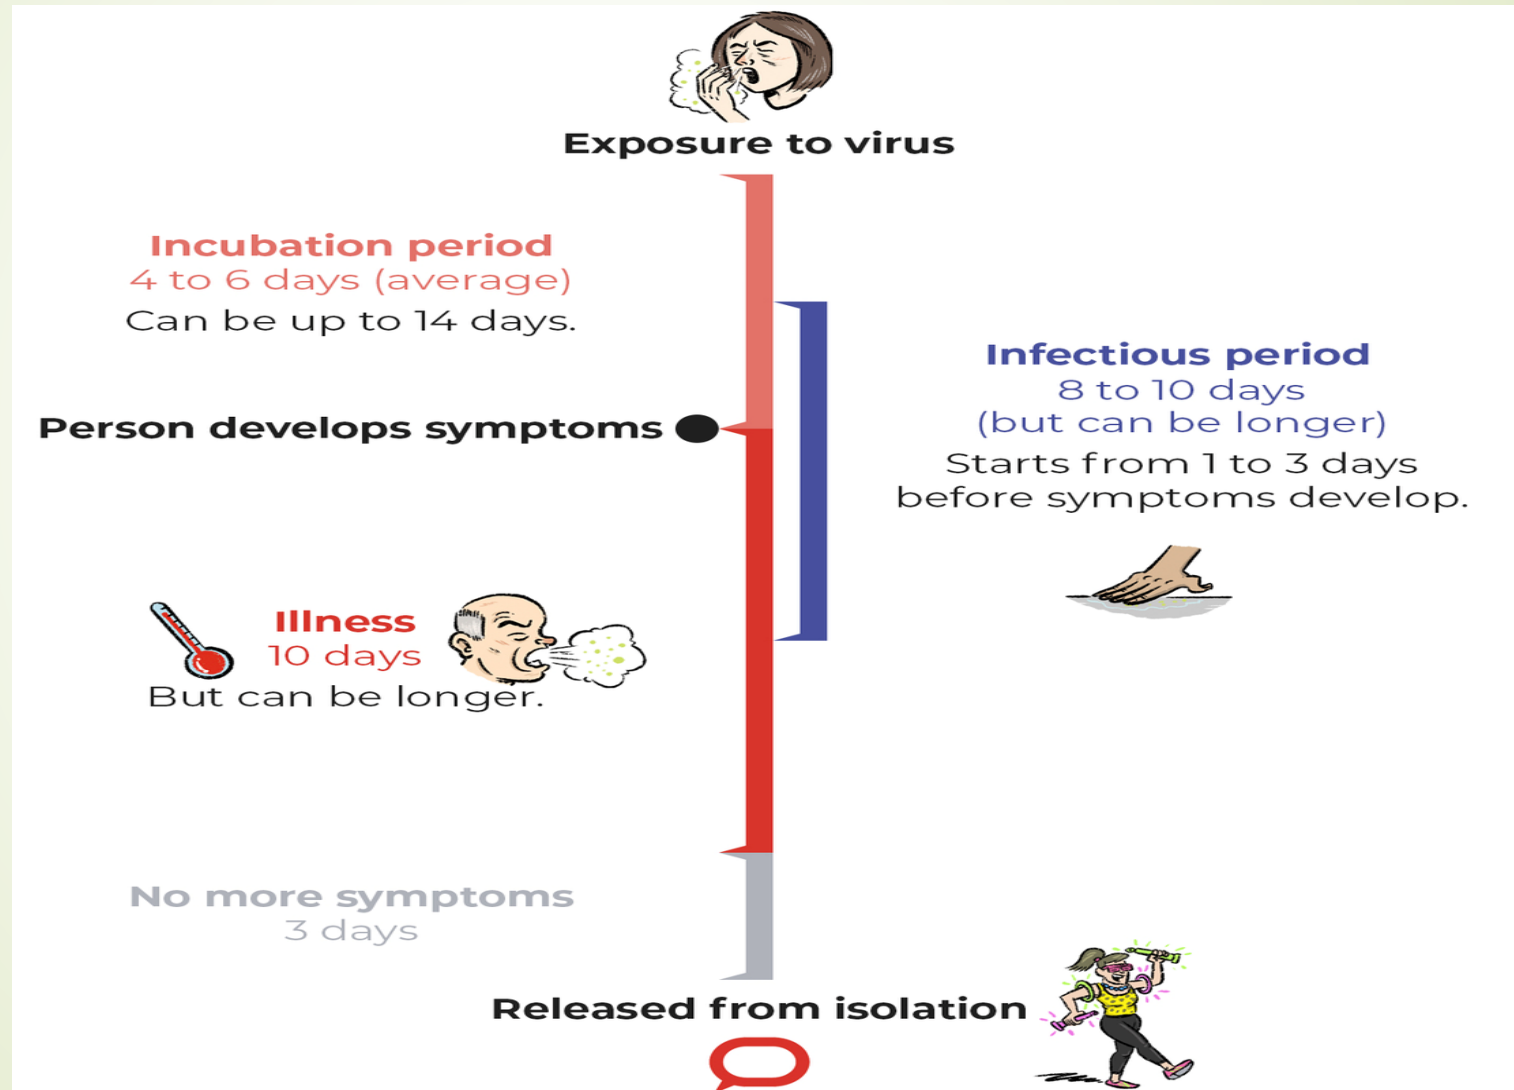 Exposure to virus
Incubation period
4 to 6 days (average)
Can be up to 14 days.
Infectious period
8 to 10 days
(but can be longer)
Starts from 1 to 3 days
before symptoms develop.
Person develops symptoms
Illness
10 days
But can be longer.
No more symptoms
3 days
Released from isolation